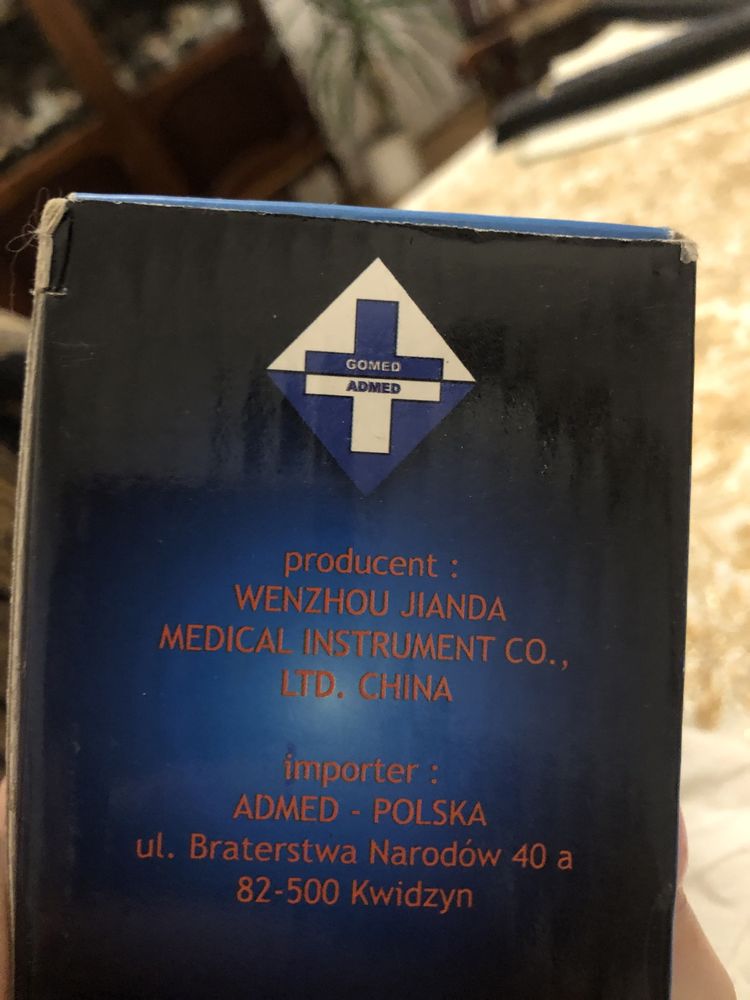 GOMED
ADMED
producent :
WENZHOU JIANDA
MEDICAL INSTRUMENT CO.,
LTD. CHINA
importer :
ADMED - POLSKA
ul. Braterstwa Narodów 40 a
82-500 Kwidzyn